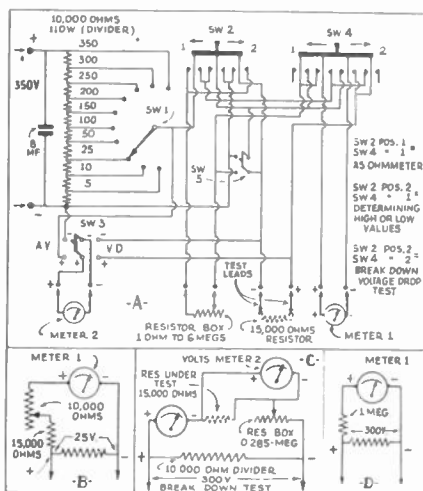 10,000 OHMS
110W (DIVIDER)
350
300
250
200
150
100
50
25
10
5
+
350V
8
MF
-
SW 1
SW 2
1
2
SW 4
1
2
SW
5
SW 3
AV
VD
+
-
METER 2
-A-
RESISTOR BOX
1 OHM TO 6 MEGS
TEST
LEADS
15,000 OHMS
RESISTOR
METER 1
SW 2 POS. 1
SW 4 " 1"
AS OHMMETER
SW 2 POS. 2
SW 4 " 1"
DETERMINING
HIGH OR LOW
VALUES
SW 2 POS. 2
SW 4 " 2"
BREAK DOWN
VOLTAGE DROP
TEST
METER 1
+
-
10,000
OHMS
15,000
OHMS
25V
+
-
-B-
VOLTS METER 2
-C-
RES UNDER
TEST
15,000 OHMS
RES BOX
0.285-MEG
10,000 OHM DIVIDER
300V
BREAK DOWN TEST
METER 1
+
-
1 MEG
300V
-D-